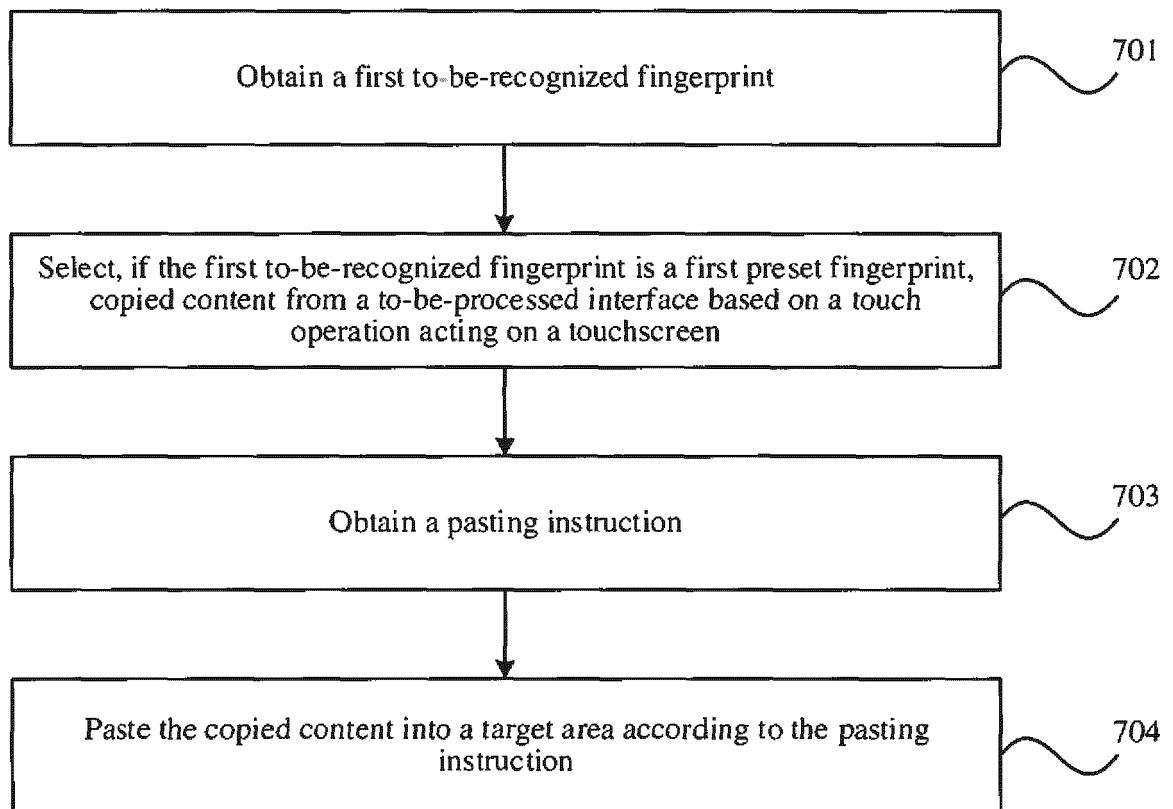 Obtain a first to-be-recognized fingerprint
701
Select, if the first to-be-recognized fingerprint is a first preset fingerprint,
copied content from a to-be-processed interface based on a touch
operation acting on a touchscreen
702
Obtain a pasting instruction
703
Paste the copied content into a target area according to the pasting
instruction
704